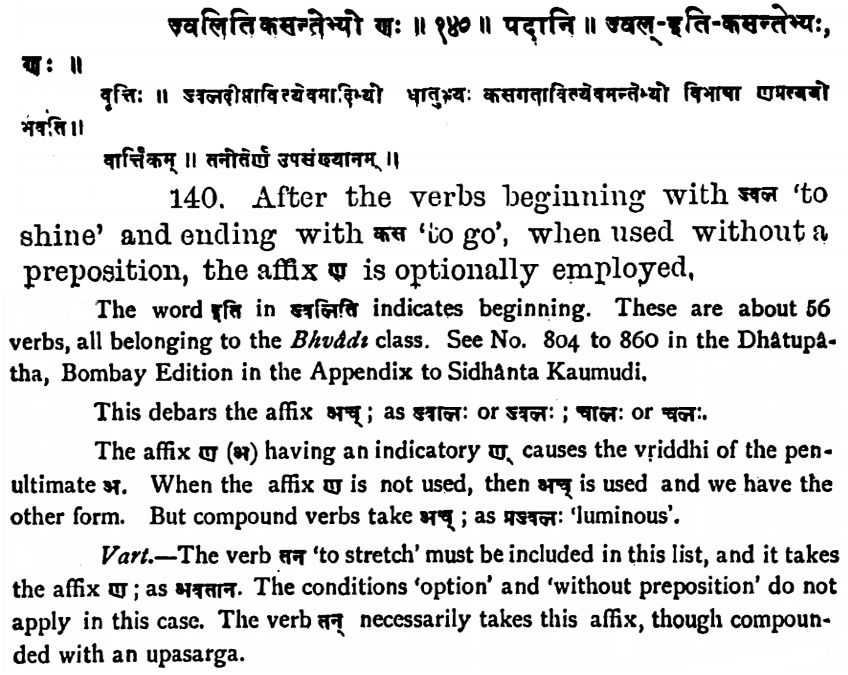 ज्वलितिकसन्तेभ्यो णः ॥ १४० ॥ पदानि ॥ ज्वल्-इति-कसन्तेभ्यः,
णः ॥
वृत्तिः ॥ ज्वलदीप्तावित्येवमादिभ्यो धातुभ्यः कसगतावित्येवमन्तेभ्यो विभाषा णप्रत्ययो
भवति॥
वार्त्तिकम् ॥ तनोतेर्ण उपसंख्यानम् ॥
140. After the verbs beginning with ज्वल 'to
shine' and ending with कस 'to go', when used without a
preposition, the affix ण is optionally employed.
The word इति in ज्वलिति indicates beginning. These are about 56
verbs, all belonging to the Bhvâdi class. See No. 804 to 860 in the Dhâtupâ-
tha, Bombay Edition in the Appendix to Sidhânta Kaumudi.
This debars the affix अच् ; as ज्वालः or ज्वलः ; चालः or चलः.
The affix ण (अ) having an indicatory ण्, causes the vṛiddhi of the pen-
ultimate अ. When the affix ण is not used, then अच् is used and we have the
other form. But compound verbs take अच् ; as प्रज्वलः 'luminous'.
Vart.—The verb तन 'to stretch' must be included in this list, and it takes
the affix ण ; as अवतान. The conditions 'option' and 'without preposition' do not
apply in this case. The verb तन् necessarily takes this affix, though compoun-
ded with an upasarga.